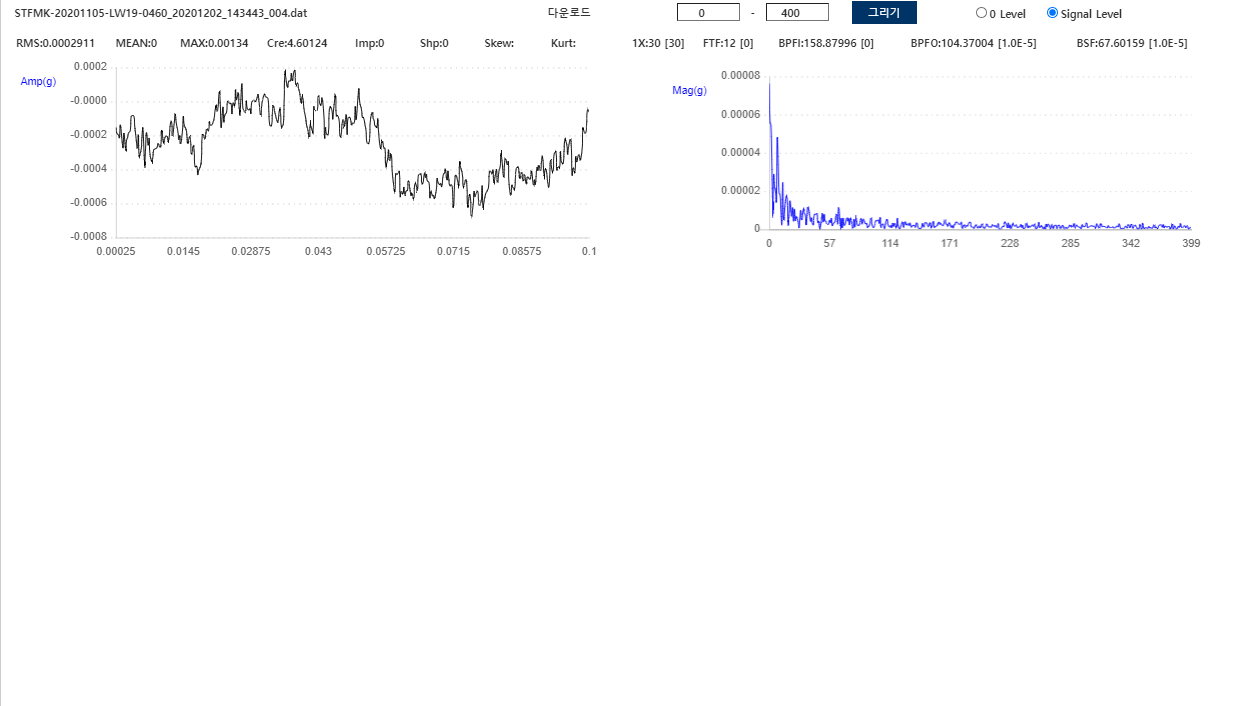 STFMK-20201105-LW19-0460_20201202_143443_004.dat 다운로드 0 - 400 그리기 0 Level Signal Level
RMS:0.0002911 MEAN:0 MAX:0.00134 Cre:4.60124 Imp:0 Shp:0 Skew: Kurt: 1X:30 [30] FTF:12 [0] BPFI:158.87996 [0] BPFO:104.37004 [1.0E-5] BSF:67.60159 [1.0E-5]
Amp(g)
0.0002
-0.0000
-0.0002
-0.0004
-0.0006
-0.0008
0.00025 0.0145 0.02875 0.043 0.05725 0.0715 0.08575 0.1
Mag(g)
0.00008
0.00006
0.00004
0.00002
0
0 57 114 171 228 285 342 399